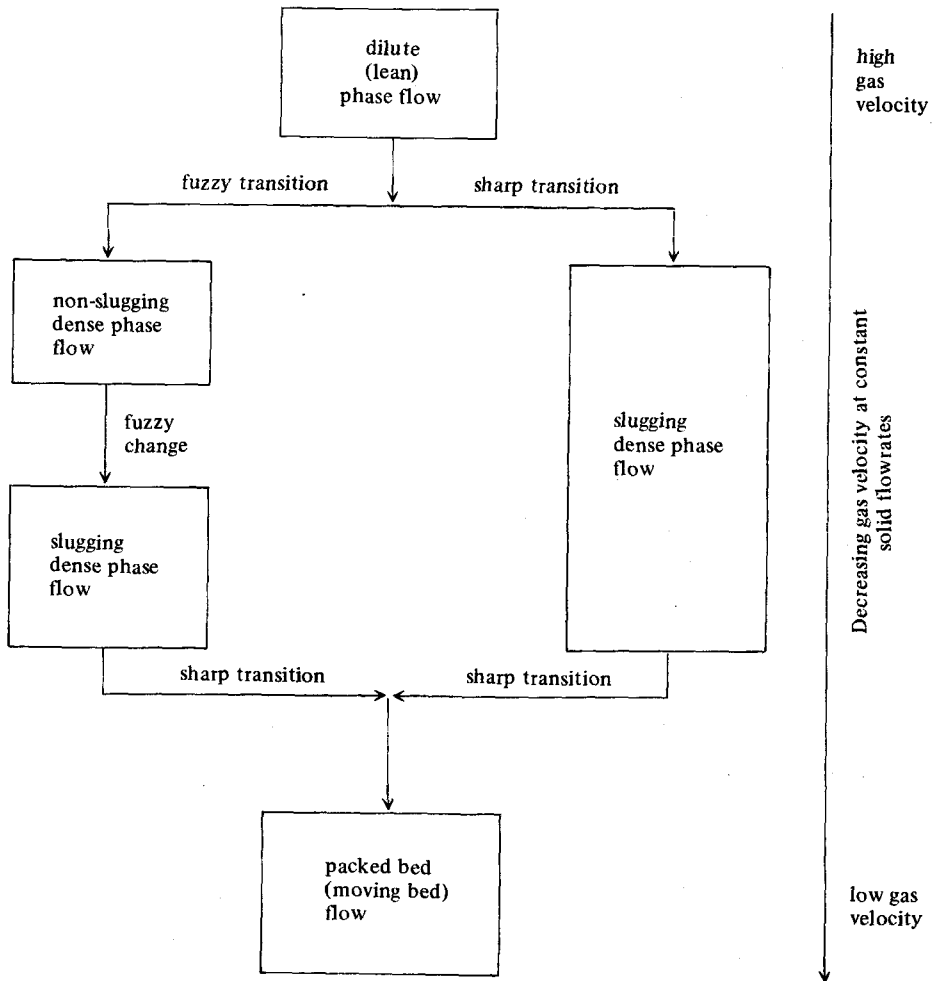 dilute
(lean)
phase flow
high
gas
velocity
fuzzy transition
sharp transition
non-slugging
dense phase
flow
fuzzy
change
slugging
dense phase
flow
slugging
dense phase
flow
Decreasing gas velocity at constant
solid flowrates
sharp transition
sharp transition
packed bed
(moving bed)
flow
low gas
velocity